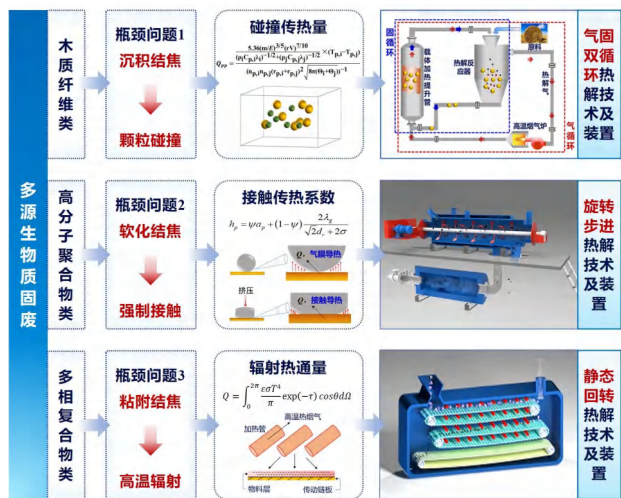 多源生物质固废
木质纤维类
瓶颈问题1
沉积结焦
颗粒碰撞
碰撞传热量
固循环
载体加热提升管
热解反应器
原料
热解气
高温烟气炉
气循环
气固双循环热解技术及装置
高分子聚合物类
瓶颈问题2
软化结焦
强制接触
接触传热系数
Q，气膜导热
挤压
Q，接触导热
旋转步进热解技术及装置
多相复合物类
瓶颈问题3
粘附结焦
高温辐射
辐射热通量
Q = ∫₀^{2π} εσT⁴/π exp(−τ) cosθdΩ
高温热烟气
加热管
物料层
传动链板
静态回转热解技术及装置